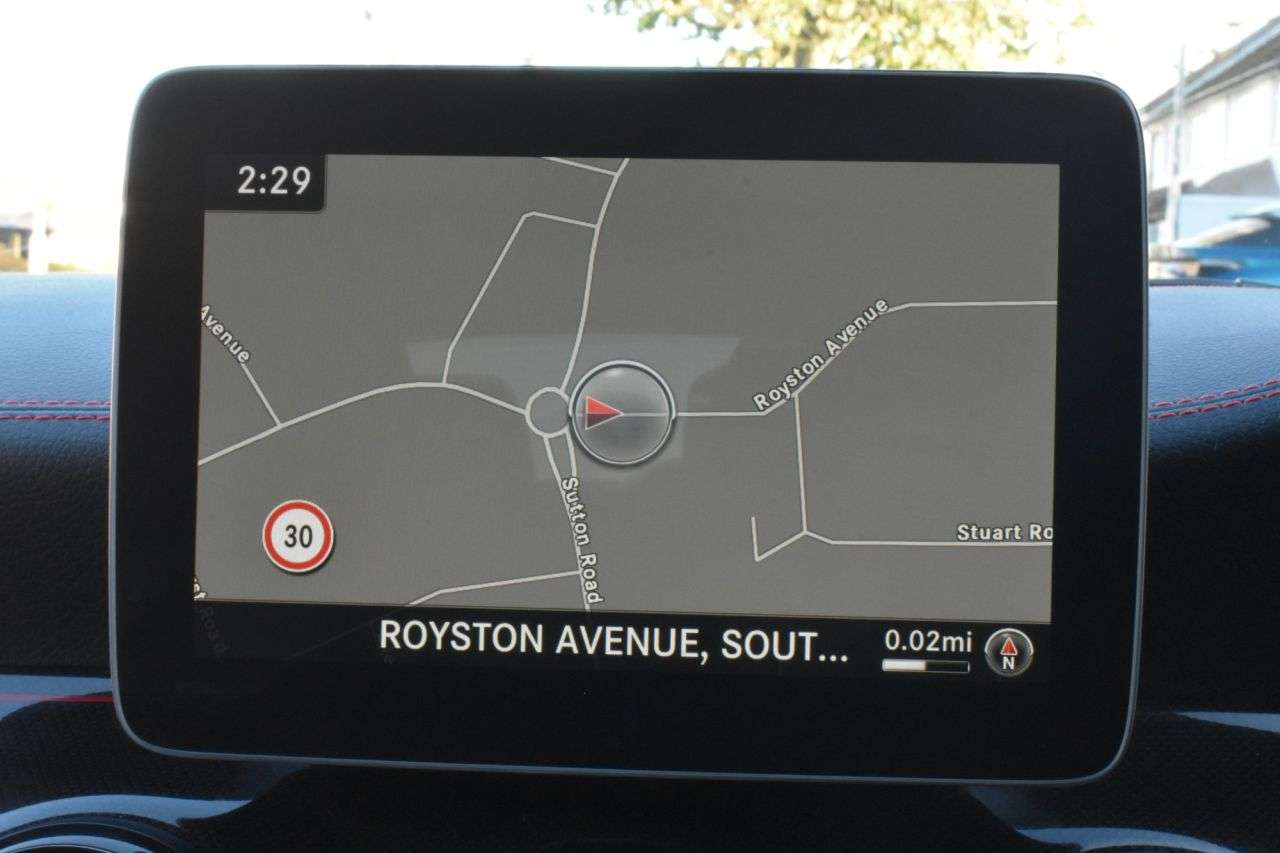 2:29
Avenue
Royston Avenue
Sutton Road
30
Stuart Ro
ROYSTON AVENUE, SOUT...
0.02mi
N